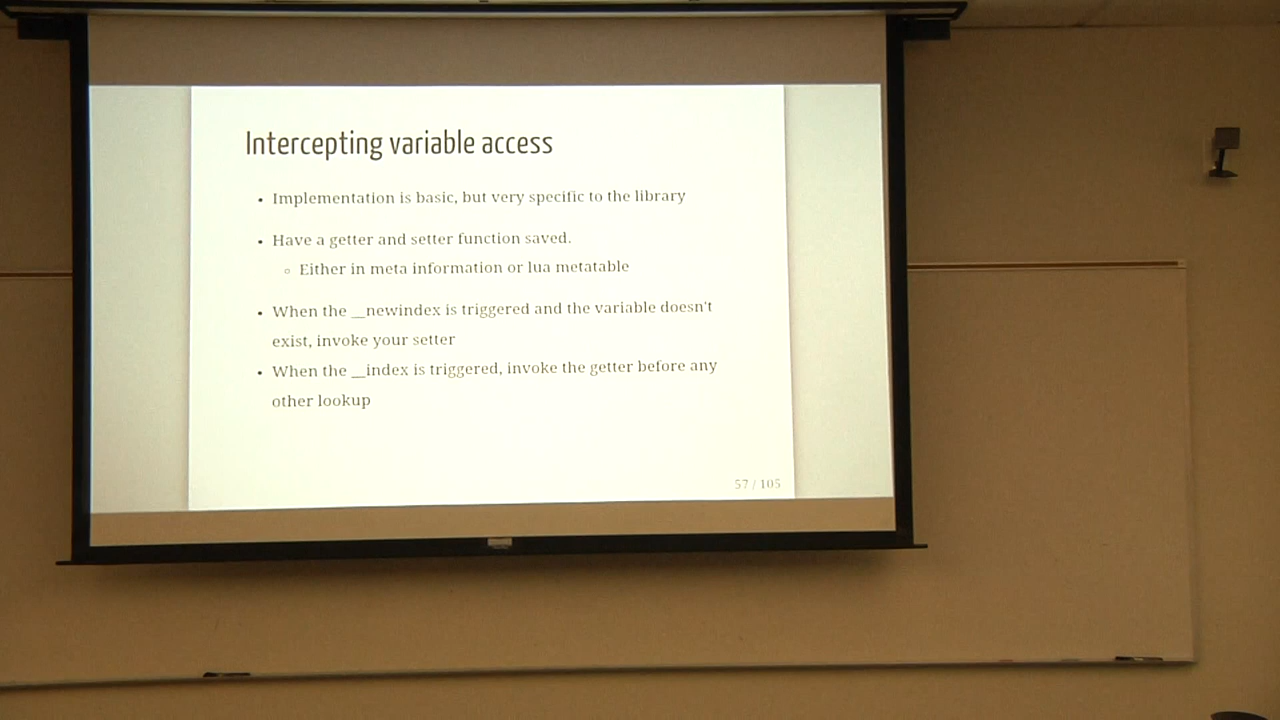 Intercepting variable access
• Implementation is basic, but very specific to the library
• Have a getter and setter function saved.
◦ Either in meta information or lua metatable
• When the __newindex is triggered and the variable doesn't
exist, invoke your setter
• When the __index is triggered, invoke the getter before any
other lookup
57 / 105